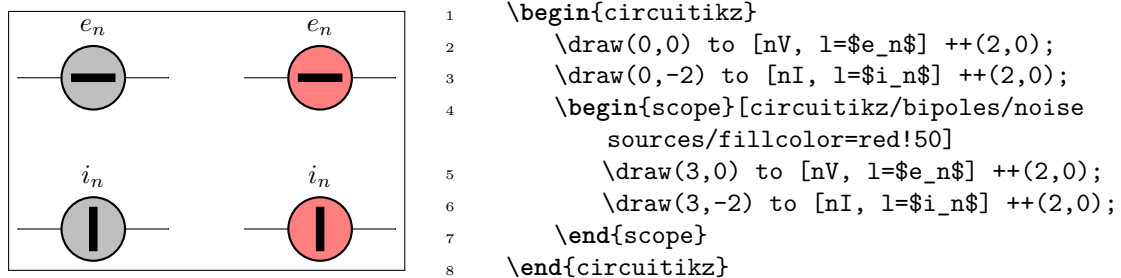 e_n e_n
i_n i_n
1 \begin{circuitikz}
2 \draw(0,0) to [nV, l=$e_n$] ++(2,0);
3 \draw(0,-2) to [nI, l=$i_n$] ++(2,0);
4 \begin{scope}[circuitikz/bipoles/noise
sources/fillcolor=red!50]
5 \draw(3,0) to [nV, l=$e_n$] ++(2,0);
6 \draw(3,-2) to [nI, l=$i_n$] ++(2,0);
7 \end{scope}
8 \end{circuitikz}